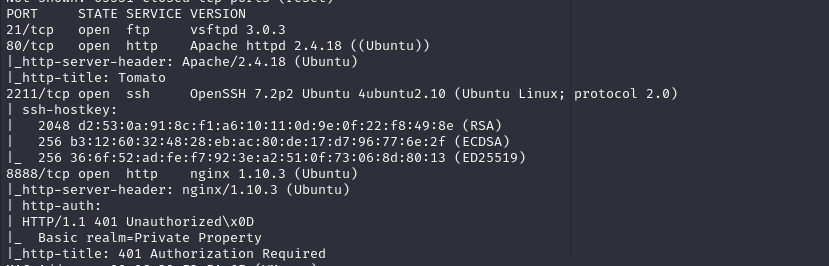 PORT     STATE SERVICE VERSION
21/tcp   open  ftp     vsftpd 3.0.3
80/tcp   open  http    Apache httpd 2.4.18 ((Ubuntu))
|_http-server-header: Apache/2.4.18 (Ubuntu)
|_http-title: Tomato
2211/tcp open  ssh     OpenSSH 7.2p2 Ubuntu 4ubuntu2.10 (Ubuntu Linux; protocol 2.0)
| ssh-hostkey:
|   2048 d2:53:0a:91:8c:f1:a6:10:11:0d:9e:0f:22:f8:49:8e (RSA)
|   256 b3:12:60:32:48:28:eb:ac:80:de:17:d7:96:77:6e:2f (ECDSA)
|_  256 36:6f:52:ad:fe:f7:92:3e:a2:51:0f:73:06:8d:80:13 (ED25519)
8888/tcp open  http    nginx 1.10.3 (Ubuntu)
|_http-server-header: nginx/1.10.3 (Ubuntu)
| http-auth:
| HTTP/1.1 401 Unauthorized\x0D
|_  Basic realm=Private Property
|_http-title: 401 Authorization Required